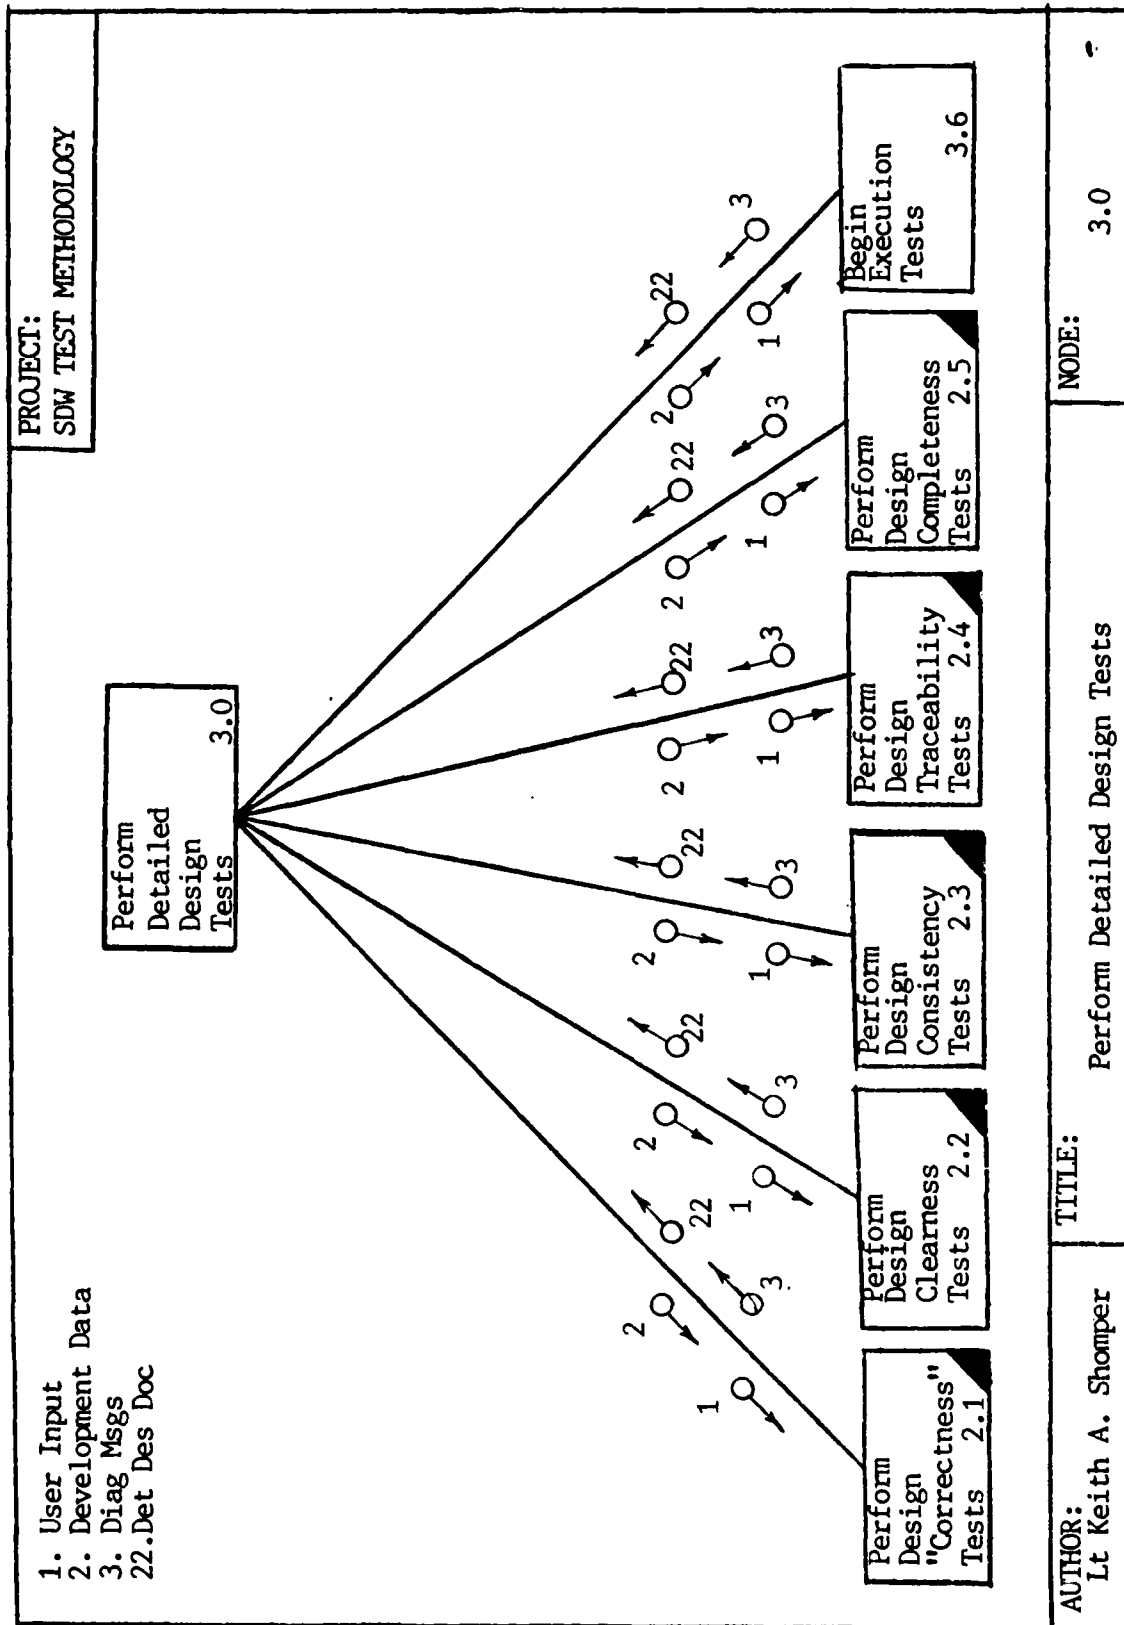 1. User Input
2. Development Data
3. Diag Msgs
22.Det Des Doc
PROJECT:
SDW TEST METHODOLOGY
Perform
Detailed
Design
Tests 3.0
2
22
2
22
2
22
2
22
2
22
2
22
1
3
1
3
1
3
1
3
1
3
1
3
Perform
Design
"Correctness"
Tests 2.1
Perform
Design
Clearness
Tests 2.2
Perform
Design
Consistency
Tests 2.3
Perform
Design
Traceability
Tests 2.4
Perform
Design
Completeness
Tests 2.5
Begin
Execution
Tests
3.6
AUTHOR:
Lt Keith A. Shomper
TITLE:
Perform Detailed Design Tests
NODE:
3.0